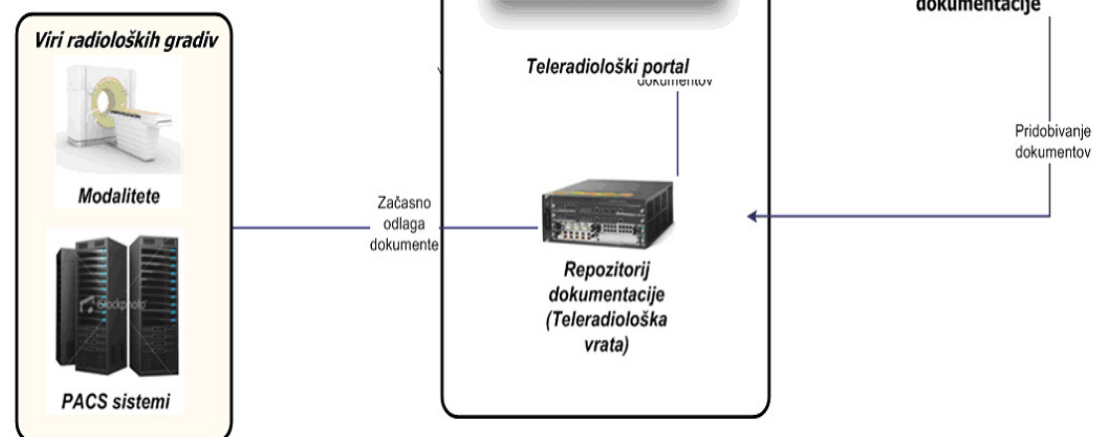 dokumentacije
Viri radioloških gradiv
Teleradiološki portal
dokumentov
Modalitete
Začasno
odlaga
dokumente
Pridobivanje
dokumentov
Repozitorij
dokumentacije
(Teleradiološka
vrata)
iStockphoto
PACS sistemi